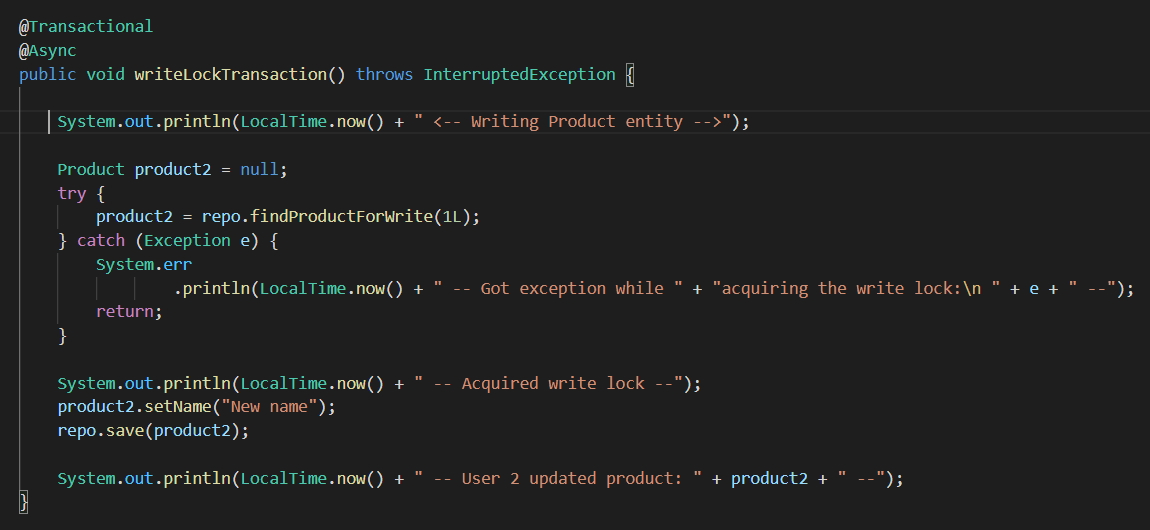 @Transactional
@Async
public void writeLockTransaction() throws InterruptedException {
System.out.println(LocalTime.now() + " <-- Writing Product entity -->");
Product product2 = null;
try {
product2 = repo.findProductForWrite(1L);
} catch (Exception e) {
System.err
.println(LocalTime.now() + " -- Got exception while " + "acquiring the write lock:\n " + e + " --");
return;
}
System.out.println(LocalTime.now() + " -- Acquired write lock --");
product2.setName("New name");
repo.save(product2);
System.out.println(LocalTime.now() + " -- User 2 updated product: " + product2 + " --");
}